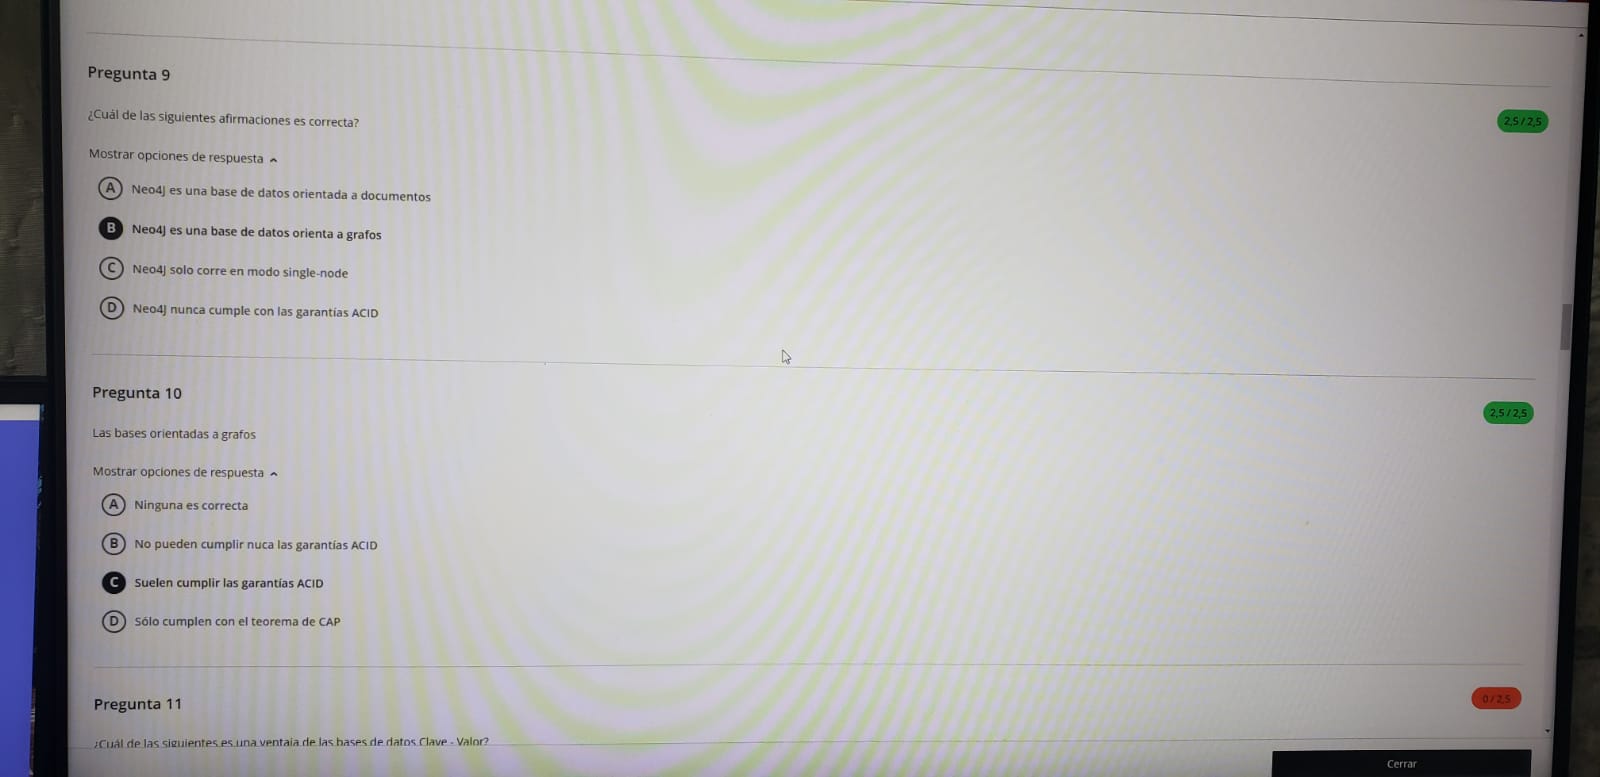 Pregunta 9
¿Cuál de las siguientes afirmaciones es correcta?
2,5 / 2,5
Mostrar opciones de respuesta
A Neo4J es una base de datos orientada a documentos
B Neo4J es una base de datos orienta a grafos
C Neo4J solo corre en modo single-node
D Neo4J nunca cumple con las garantías ACID
Pregunta 10
2,5 / 2,5
Las bases orientadas a grafos
Mostrar opciones de respuesta
A Ninguna es correcta
B No pueden cumplir nuca las garantías ACID
C Suelen cumplir las garantías ACID
D Sólo cumplen con el teorema de CAP
Pregunta 11
0 / 2,5
¿Cuál de las siguientes es una ventaja de las bases de datos Clave - Valor?
Cerrar